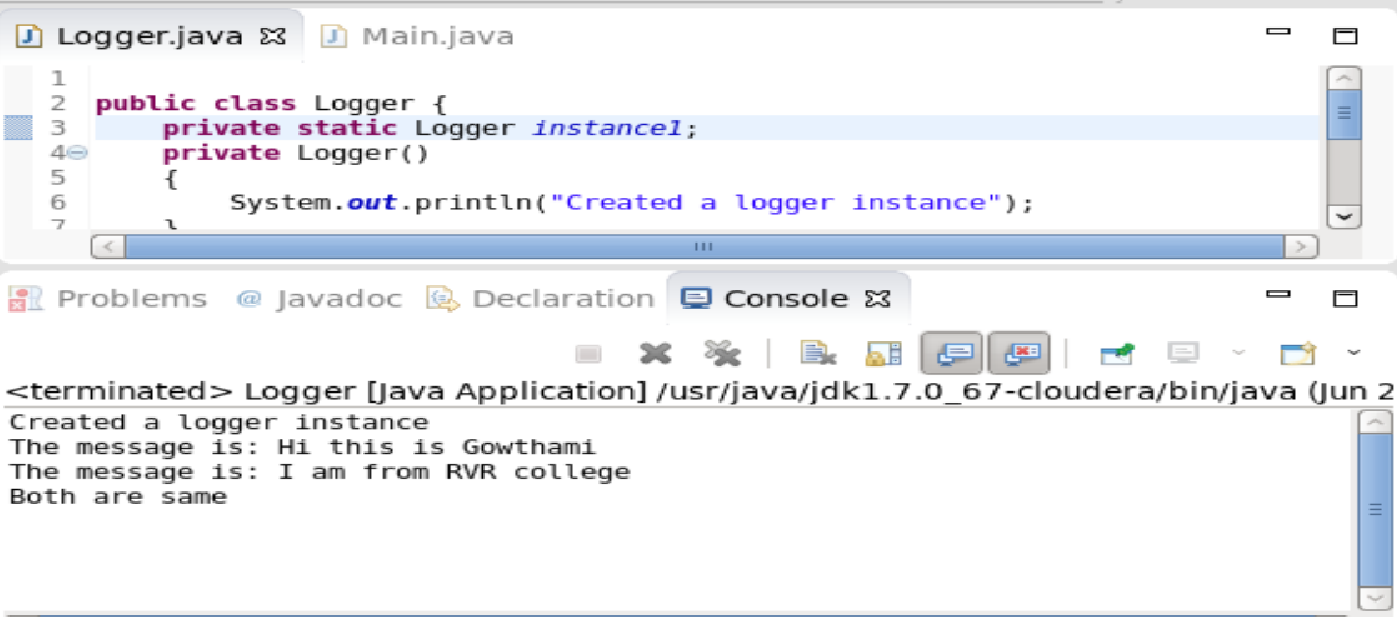 Logger.java Main.java
1
2 public class Logger {
3 private static Logger instance1;
4 private Logger()
5 {
6 System.out.println("Created a logger instance");
7 }
Problems @ Javadoc Declaration Console
<terminated> Logger [Java Application] /usr/java/jdk1.7.0_67-cloudera/bin/java (Jun 2
Created a logger instance
The message is: Hi this is Gowthami
The message is: I am from RVR college
Both are same